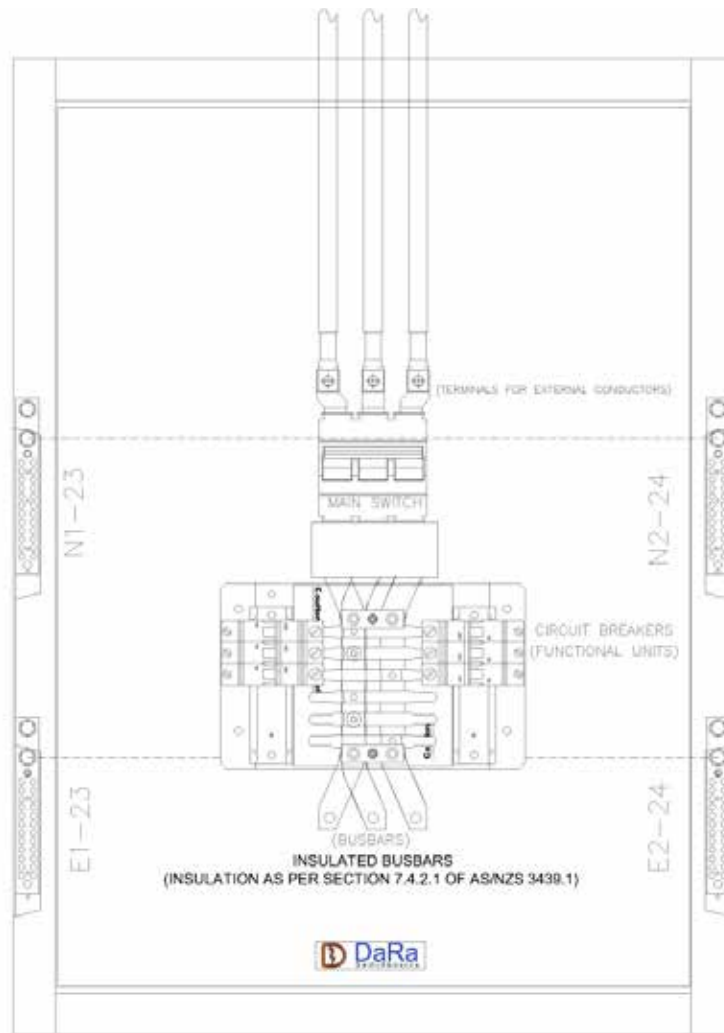 (TERMINALS FOR EXTERNAL CONDUCTORS)
N1-23
MAIN SWITCH
N2-24
CIRCUIT BREAKERS
(FUNCTIONAL UNITS)
E1-23
E2-24
(BUSBARS)
INSULATED BUSBARS
(INSULATION AS PER SECTION 7.4.2.1 OF AS/NZS 3439.1)
DaRa
Switchboards